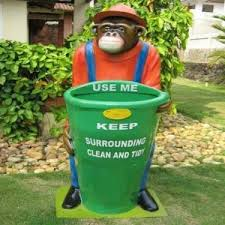 USE ME
KEEP
SURROUNDING
CLEAN AND TIDY